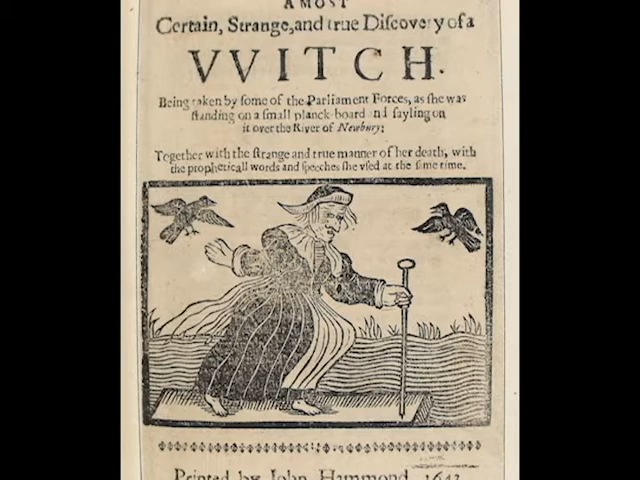 A MOST
Certain, Strange, and true Discovery of a
VVITCH.
Being taken by some of the Parliament Forces, as she was
standing on a small planck-board and sayling on
it over the River of Newbury:
Together with the strange and true manner of her death, with
the propheticall words and speeches she vsed at the same time.
Printed by John Hammond, 1643